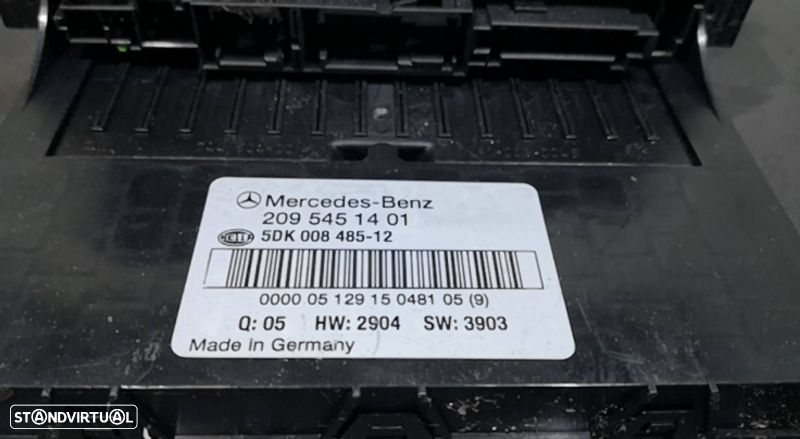 Mercedes-Benz
209 545 14 01
HELLA 5DK 008 485-12
0000 05 129 15 0481 05 (9)
Q: 05 HW: 2904 SW: 3903
Made in Germany
STANDVIRTUAL